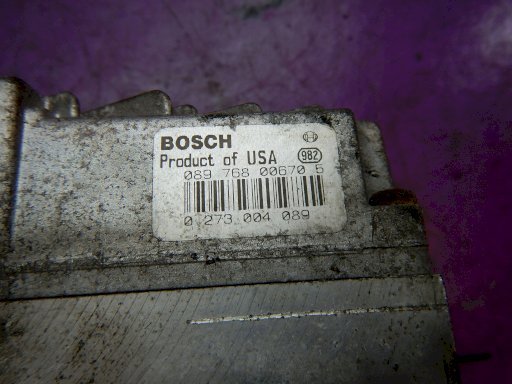 BOSCH
Product of USA 982
089 768 00670 5
0 273 004 089